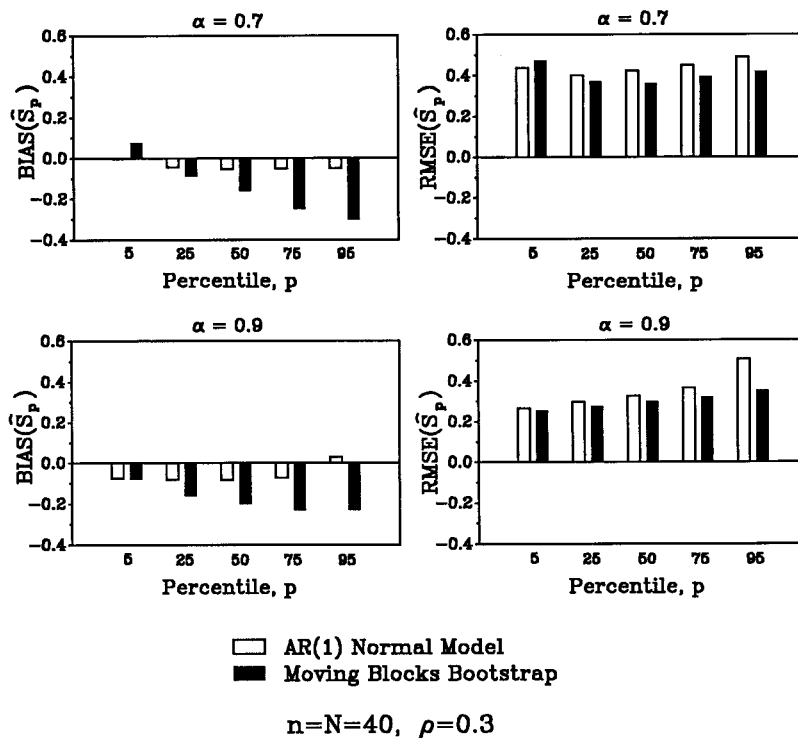 α = 0.7
BIAS(Ŝp)
0.6
0.4
0.2
0.0
−0.2
−0.4
5 25 50 75 95
Percentile, p
α = 0.7
RMSE(Ŝp)
0.6
0.4
0.2
0.0
−0.2
−0.4
5 25 50 75 95
Percentile, p
α = 0.9
BIAS(Ŝp)
0.6
0.4
0.2
0.0
−0.2
−0.4
5 25 50 75 95
Percentile, p
α = 0.9
RMSE(Ŝp)
0.6
0.4
0.2
0.0
−0.2
−0.4
5 25 50 75 95
Percentile, p
AR(1) Normal Model
Moving Blocks Bootstrap
n=N=40, ρ=0.3